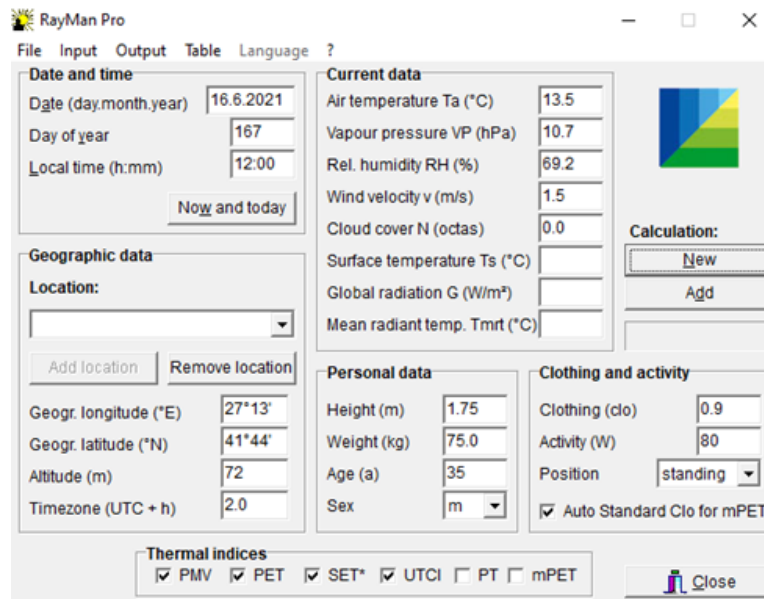 RayMan Pro
File Input Output Table Language ?
Date and time
Date (day.month.year) 16.6.2021
Day of year 167
Local time (h:mm) 12:00
Now and today
Geographic data
Location:
Add location Remove location
Geogr. longitude (°E) 27°13'
Geogr. latitude (°N) 41°44'
Altitude (m) 72
Timezone (UTC + h) 2.0
Current data
Air temperature Ta (°C) 13.5
Vapour pressure VP (hPa) 10.7
Rel. humidity RH (%) 69.2
Wind velocity v (m/s) 1.5
Cloud cover N (octas) 0.0
Surface temperature Ts (°C)
Global radiation G (W/m²)
Mean radiant temp. Tmrt (°C)
Calculation:
New
Add
Personal data
Height (m) 1.75
Weight (kg) 75.0
Age (a) 35
Sex m
Clothing and activity
Clothing (clo) 0.9
Activity (W) 80
Position standing
Auto Standard Clo for mPET
Thermal indices
PMV PET SET* UTCI PT mPET
Close